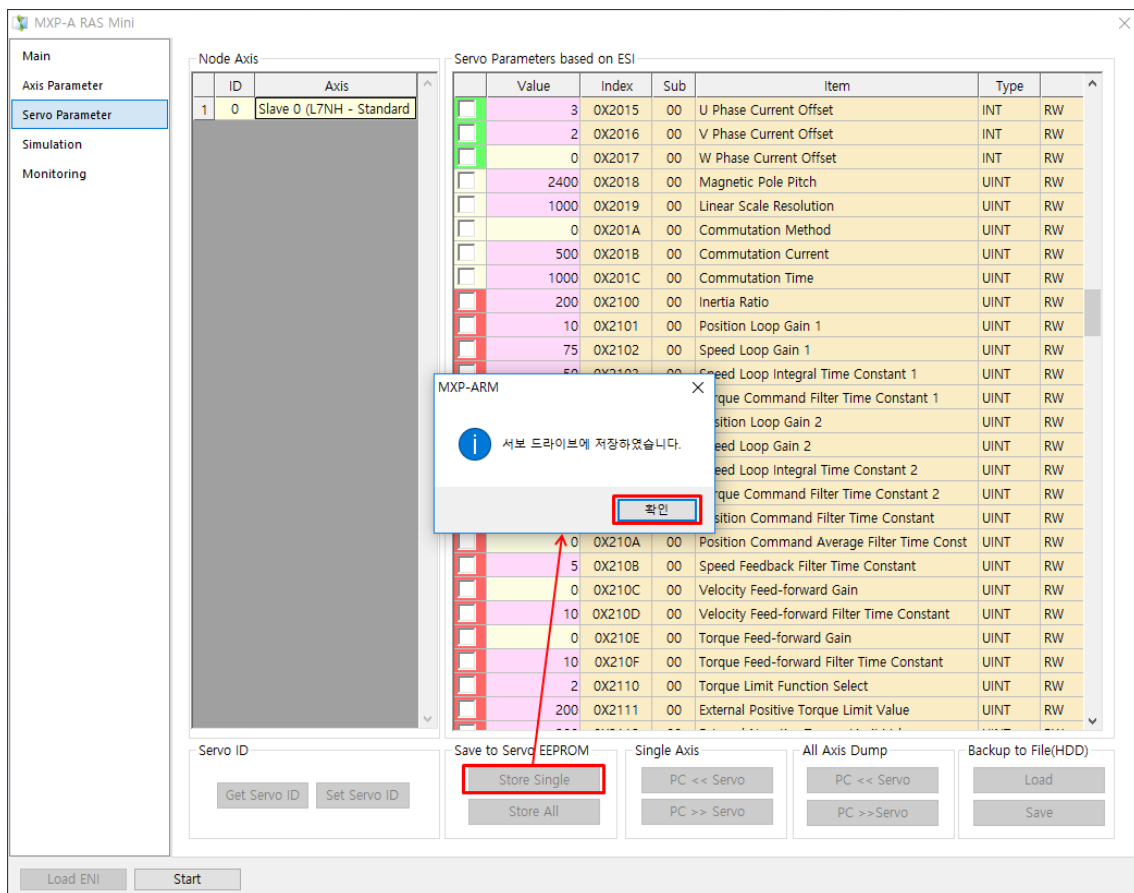 MXP-A RAS Mini
Main
Axis Parameter
Servo Parameter
Simulation
Monitoring
Node Axis
ID Axis
1 0 Slave 0 (L7NH - Standard
Servo Parameters based on ESI
Value Index Sub Item Type
3 0X2015 00 U Phase Current Offset INT RW
2 0X2016 00 V Phase Current Offset INT RW
0 0X2017 00 W Phase Current Offset INT RW
2400 0X2018 00 Magnetic Pole Pitch UINT RW
1000 0X2019 00 Linear Scale Resolution UINT RW
0 0X201A 00 Commutation Method UINT RW
500 0X201B 00 Commutation Current UINT RW
1000 0X201C 00 Commutation Time UINT RW
200 0X2100 00 Inertia Ratio UINT RW
10 0X2101 00 Position Loop Gain 1 UINT RW
75 0X2102 00 Speed Loop Gain 1 UINT RW
50 0X2103 00 Speed Loop Integral Time Constant 1 UINT RW
rque Command Filter Time Constant 1 UINT RW
sition Loop Gain 2 UINT RW
eed Loop Gain 2 UINT RW
eed Loop Integral Time Constant 2 UINT RW
rque Command Filter Time Constant 2 UINT RW
sition Command Filter Time Constant UINT RW
0 0X210A 00 Position Command Average Filter Time Const UINT RW
5 0X210B 00 Speed Feedback Filter Time Constant UINT RW
0 0X210C 00 Velocity Feed-forward Gain UINT RW
10 0X210D 00 Velocity Feed-forward Filter Time Constant UINT RW
0 0X210E 00 Torque Feed-forward Gain UINT RW
10 0X210F 00 Torque Feed-forward Filter Time Constant UINT RW
2 0X2110 00 Torque Limit Function Select UINT RW
200 0X2111 00 External Positive Torque Limit Value UINT RW
MXP-ARM
서보 드라이브에 저장하였습니다.
확인
Servo ID
Get Servo ID Set Servo ID
Save to Servo EEPROM
Store Single
Store All
Single Axis
PC << Servo
PC >> Servo
All Axis Dump
PC << Servo
PC >>Servo
Backup to File(HDD)
Load
Save
Load ENI Start